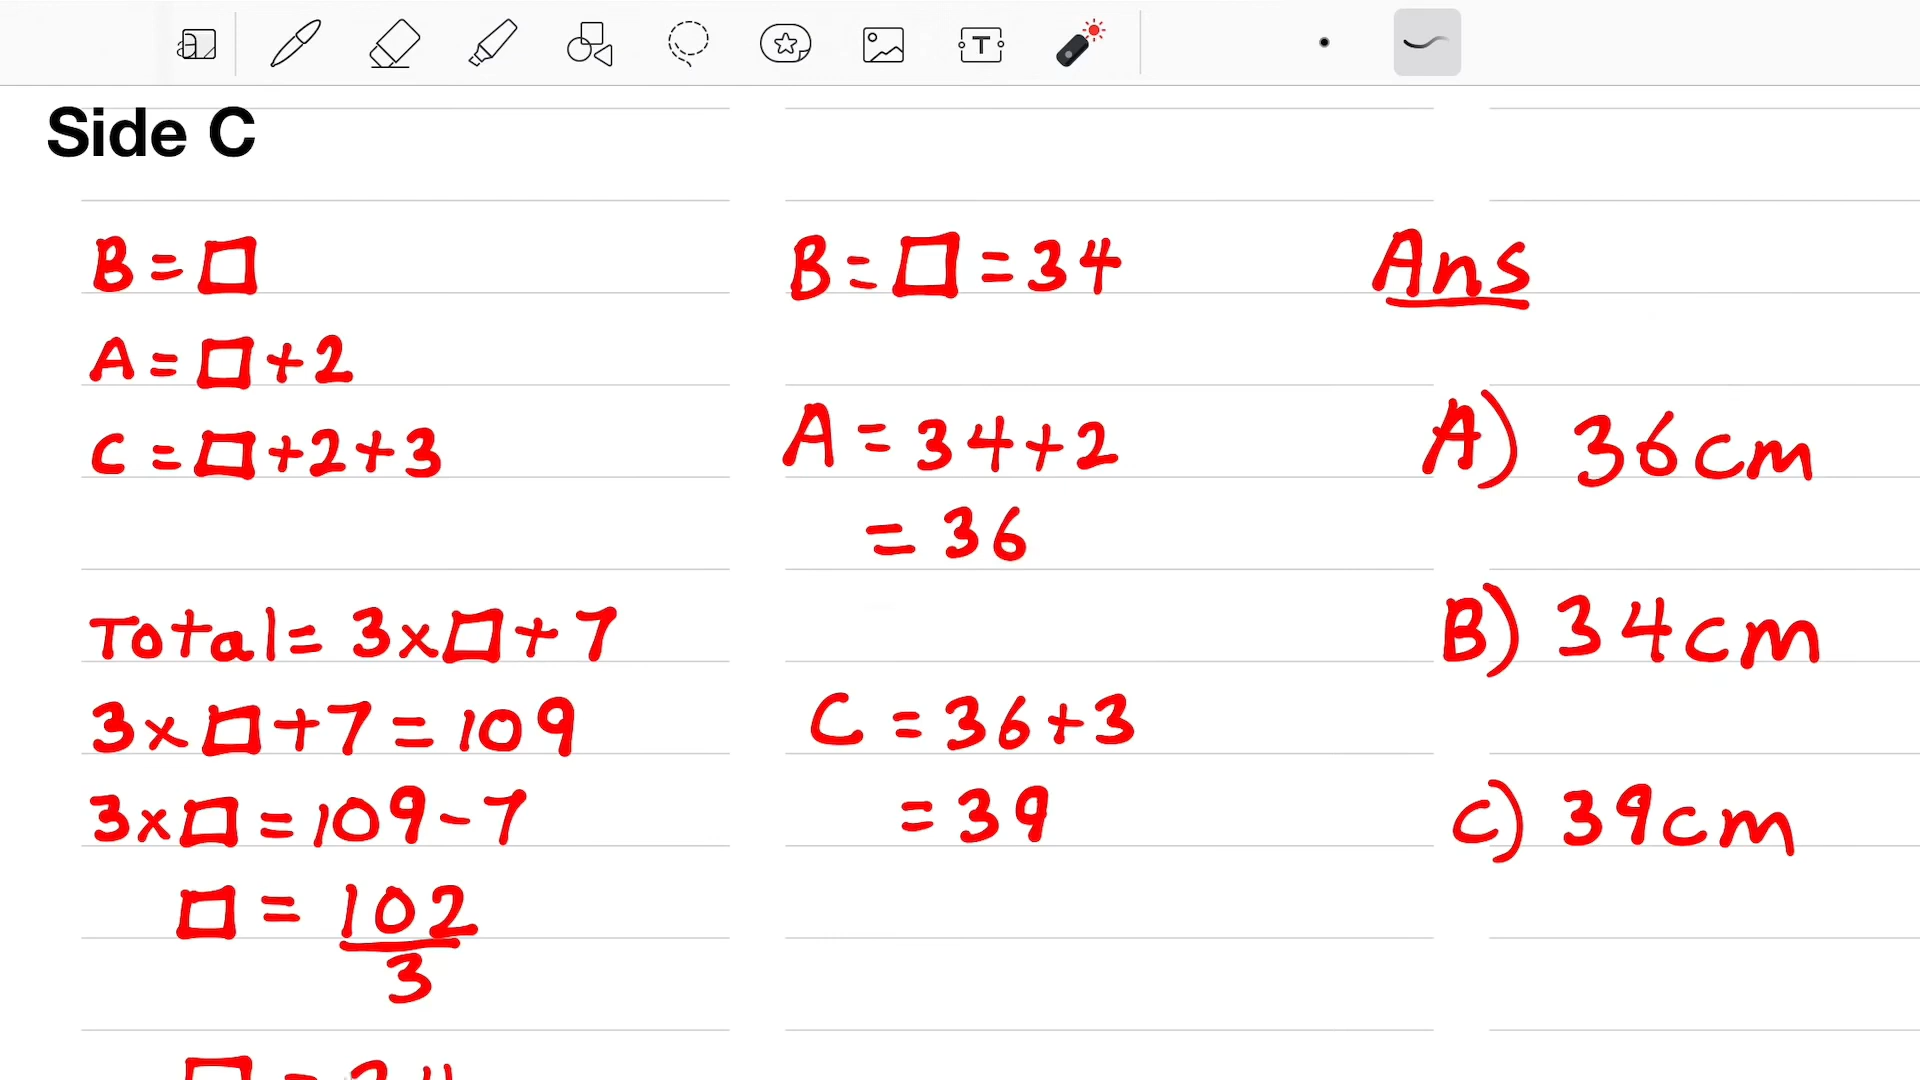 Side C
B = □
A = □ + 2
C = □ + 2 + 3
Total = 3 x □ + 7
3 x □ + 7 = 109
3 x □ = 109 - 7
□ = 102
3
□ = 34
B = □ = 34
A = 34 + 2
= 36
C = 36 + 3
= 39
Ans
A) 36cm
B) 34cm
C) 39cm